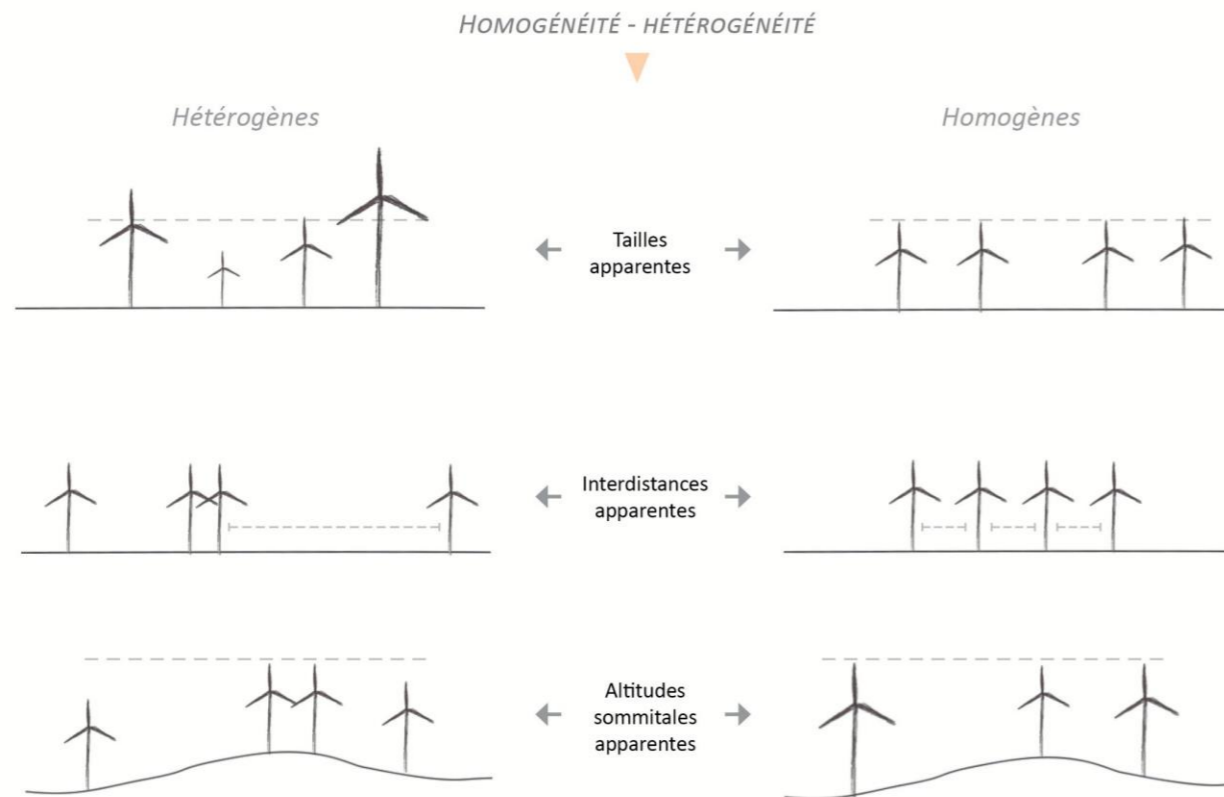 HOMOGÉNÉITÉ - HÉTÉROGÉNÉITÉ
Hétérogènes
Homogènes
Tailles
apparentes
Interdistances
apparentes
Altitudes
sommitales
apparentes